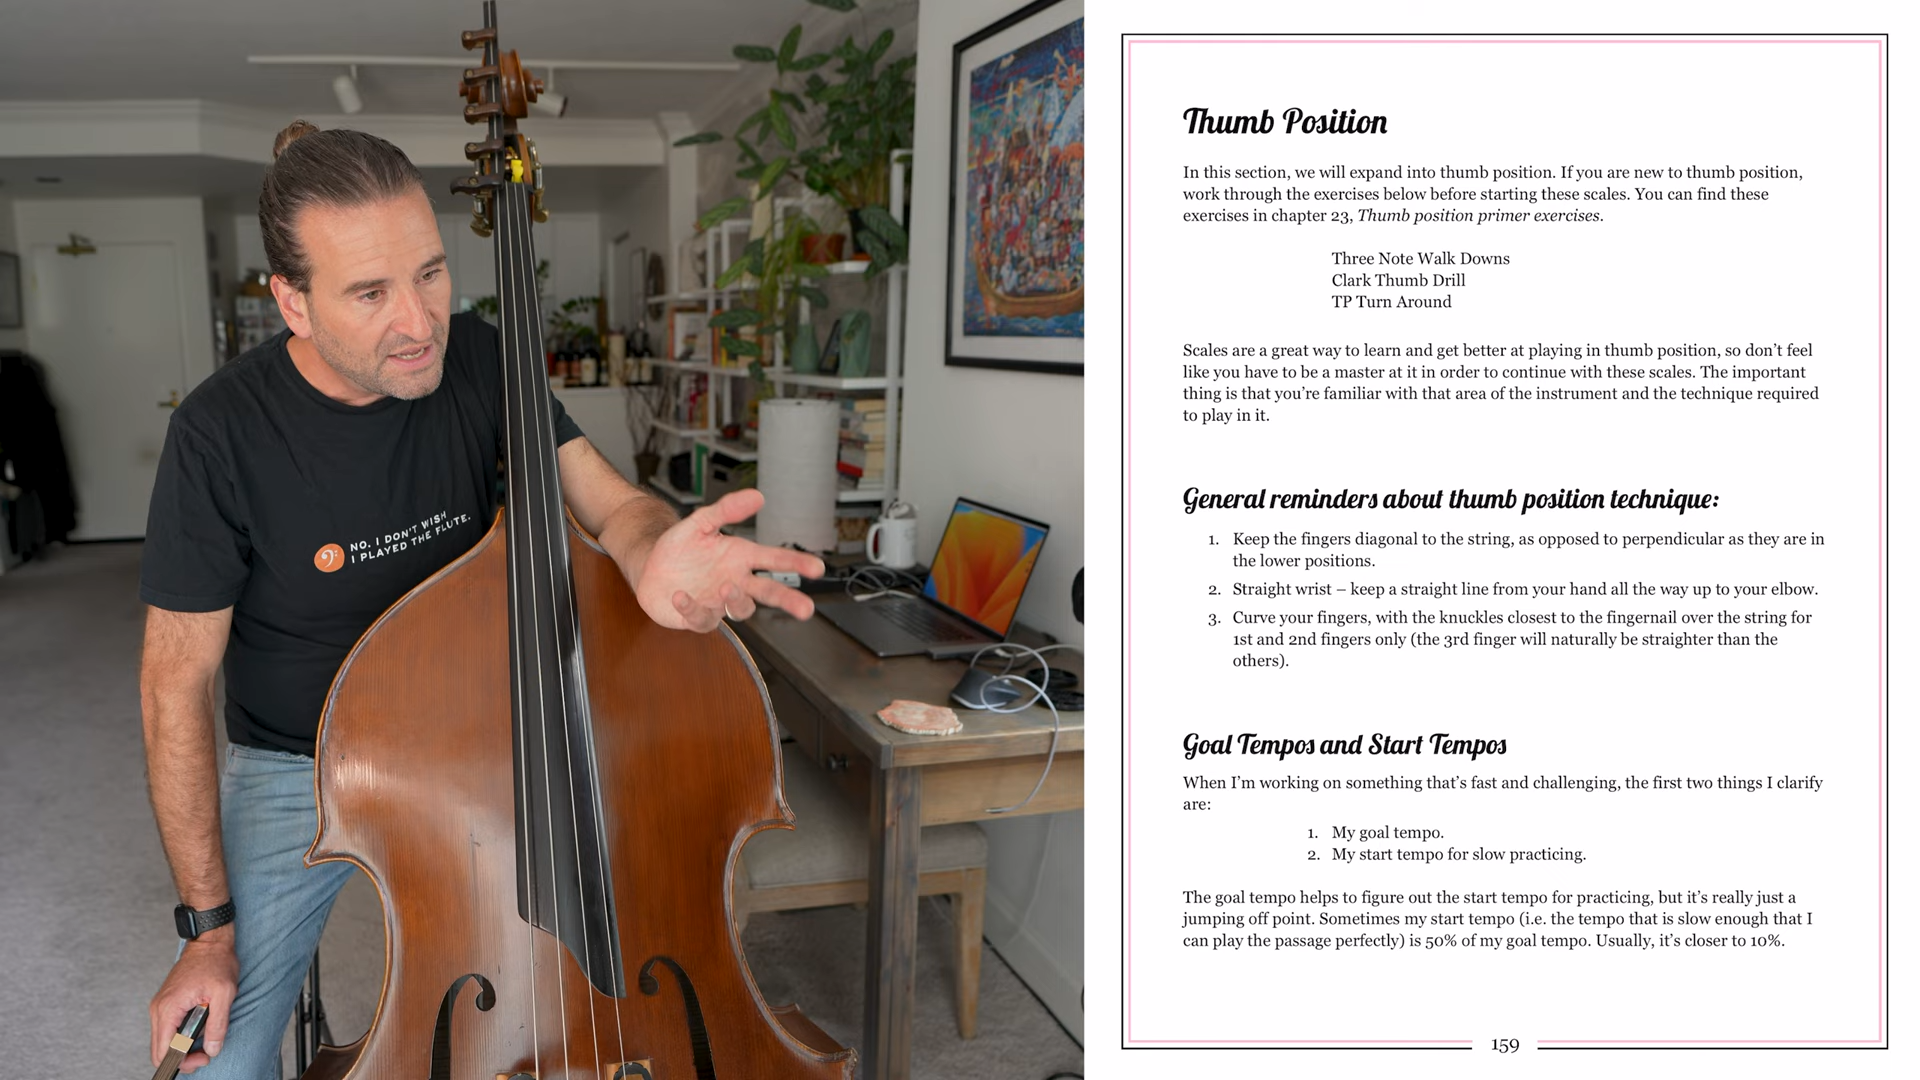 NO. I DON'T WISH
I PLAYED THE FLUTE.
Thumb Position
In this section, we will expand into thumb position. If you are new to thumb position,
work through the exercises below before starting these scales. You can find these
exercises in chapter 23, Thumb position primer exercises.
Three Note Walk Downs
Clark Thumb Drill
TP Turn Around
Scales are a great way to learn and get better at playing in thumb position, so don’t feel
like you have to be a master at it in order to continue with these scales. The important
thing is that you’re familiar with that area of the instrument and the technique required
to play in it.
General reminders about thumb position technique:
1. Keep the fingers diagonal to the string, as opposed to perpendicular as they are in
the lower positions.
2. Straight wrist – keep a straight line from your hand all the way up to your elbow.
3. Curve your fingers, with the knuckles closest to the fingernail over the string for
1st and 2nd fingers only (the 3rd finger will naturally be straighter than the
others).
Goal Tempos and Start Tempos
When I’m working on something that’s fast and challenging, the first two things I clarify
are:
1. My goal tempo.
2. My start tempo for slow practicing.
The goal tempo helps to figure out the start tempo for practicing, but it’s really just a
jumping off point. Sometimes my start tempo (i.e. the tempo that is slow enough that I
can play the passage perfectly) is 50% of my goal tempo. Usually, it’s closer to 10%.
159